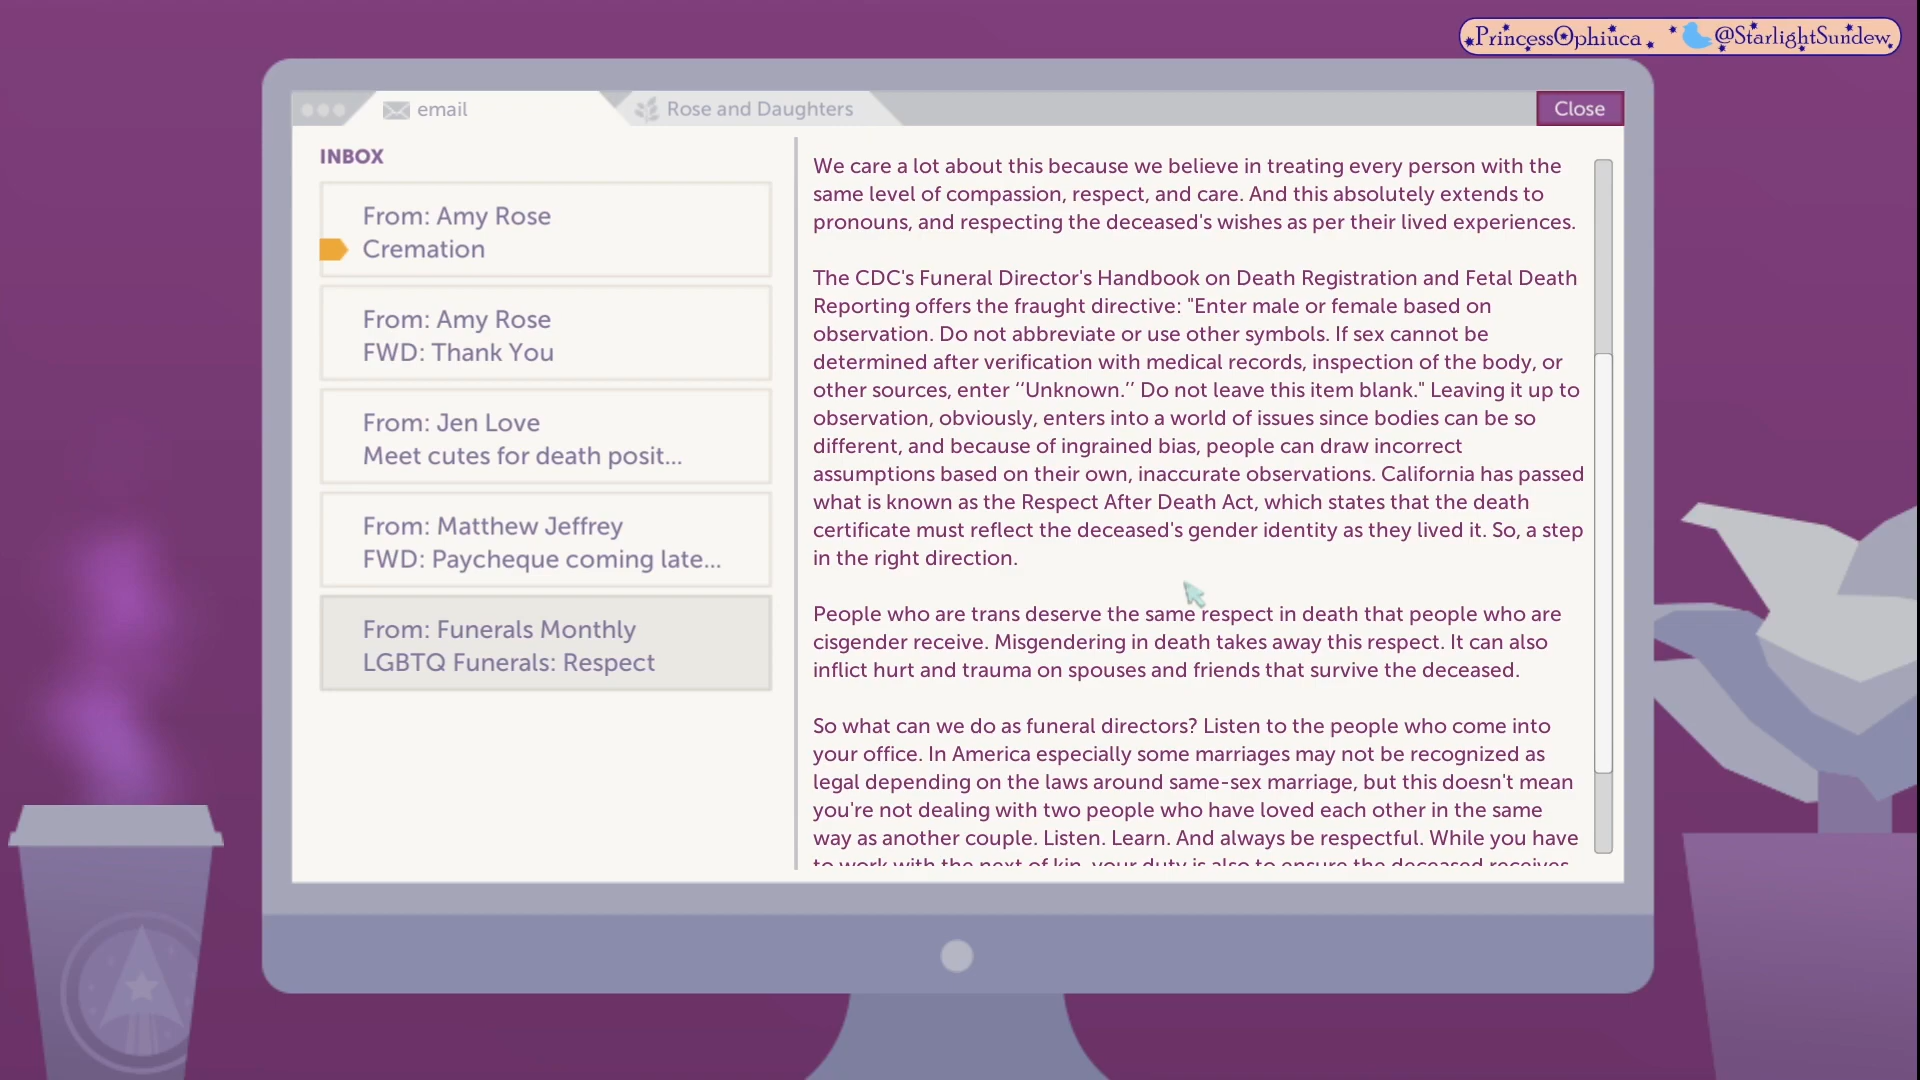 PrincessOphiuca
@StarlightSundew
email
Rose and Daughters
Close
INBOX
From: Amy Rose
Cremation
From: Amy Rose
FWD: Thank You
From: Jen Love
Meet cutes for death posit...
From: Matthew Jeffrey
FWD: Paycheque coming late...
From: Funerals Monthly
LGBTQ Funerals: Respect
We care a lot about this because we believe in treating every person with the
same level of compassion, respect, and care. And this absolutely extends to
pronouns, and respecting the deceased's wishes as per their lived experiences.
The CDC's Funeral Director's Handbook on Death Registration and Fetal Death
Reporting offers the fraught directive: "Enter male or female based on
observation. Do not abbreviate or use other symbols. If sex cannot be
determined after verification with medical records, inspection of the body, or
other sources, enter ‘‘Unknown.’’ Do not leave this item blank." Leaving it up to
observation, obviously, enters into a world of issues since bodies can be so
different, and because of ingrained bias, people can draw incorrect
assumptions based on their own, inaccurate observations. California has passed
what is known as the Respect After Death Act, which states that the death
certificate must reflect the deceased's gender identity as they lived it. So, a step
in the right direction.
People who are trans deserve the same respect in death that people who are
cisgender receive. Misgendering in death takes away this respect. It can also
inflict hurt and trauma on spouses and friends that survive the deceased.
So what can we do as funeral directors? Listen to the people who come into
your office. In America especially some marriages may not be recognized as
legal depending on the laws around same-sex marriage, but this doesn't mean
you're not dealing with two people who have loved each other in the same
way as another couple. Listen. Learn. And always be respectful. While you have
to work with the next of kin, your duty is also to ensure the deceased receives